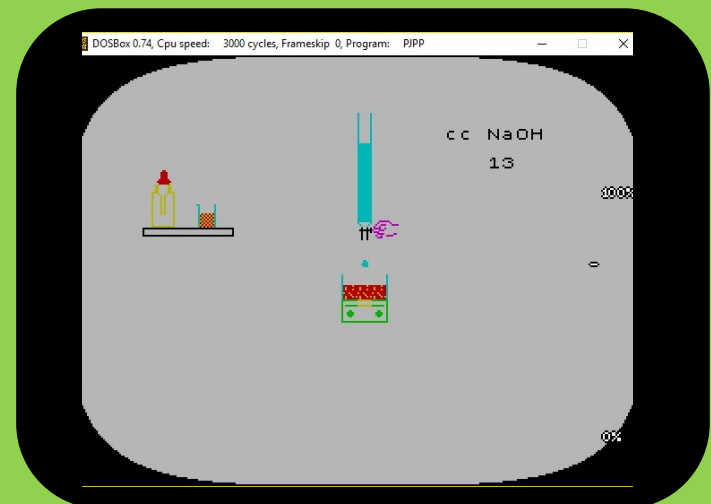 DOSBox 0.74, Cpu speed: 3000 cycles, Frameskip 0, Program: PJPP
cc NaOH
13
100%
0%